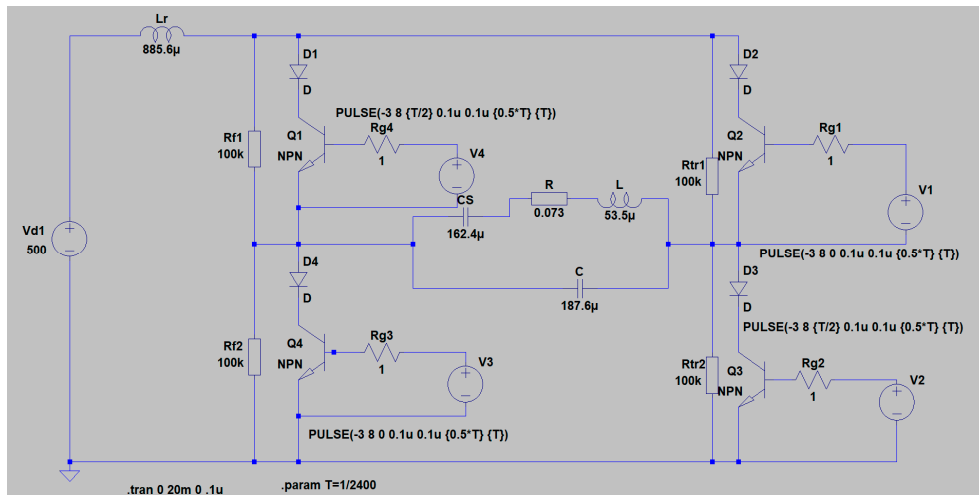 Lr
885.6µ
D1
D
D2
D
PULSE(-3 8 {T/2} 0.1u 0.1u {0.5*T} {T})
Rf1
100k
Q1
NPN
Rg4
1
V4
Rtr1
100k
Q2
NPN
Rg1
1
V1
CS
162.4µ
R
0.073
L
53.5µ
Vd1
500
PULSE(-3 8 0 0.1u 0.1u {0.5*T} {T})
D4
D
C
187.6µ
D3
D
PULSE(-3 8 {T/2} 0.1u 0.1u {0.5*T} {T})
Rf2
100k
Q4
NPN
Rg3
1
V3
Rtr2
100k
Q3
NPN
Rg2
1
V2
PULSE(-3 8 0 0.1u 0.1u {0.5*T} {T})
.tran 0 20m 0 .1u
.param T=1/2400